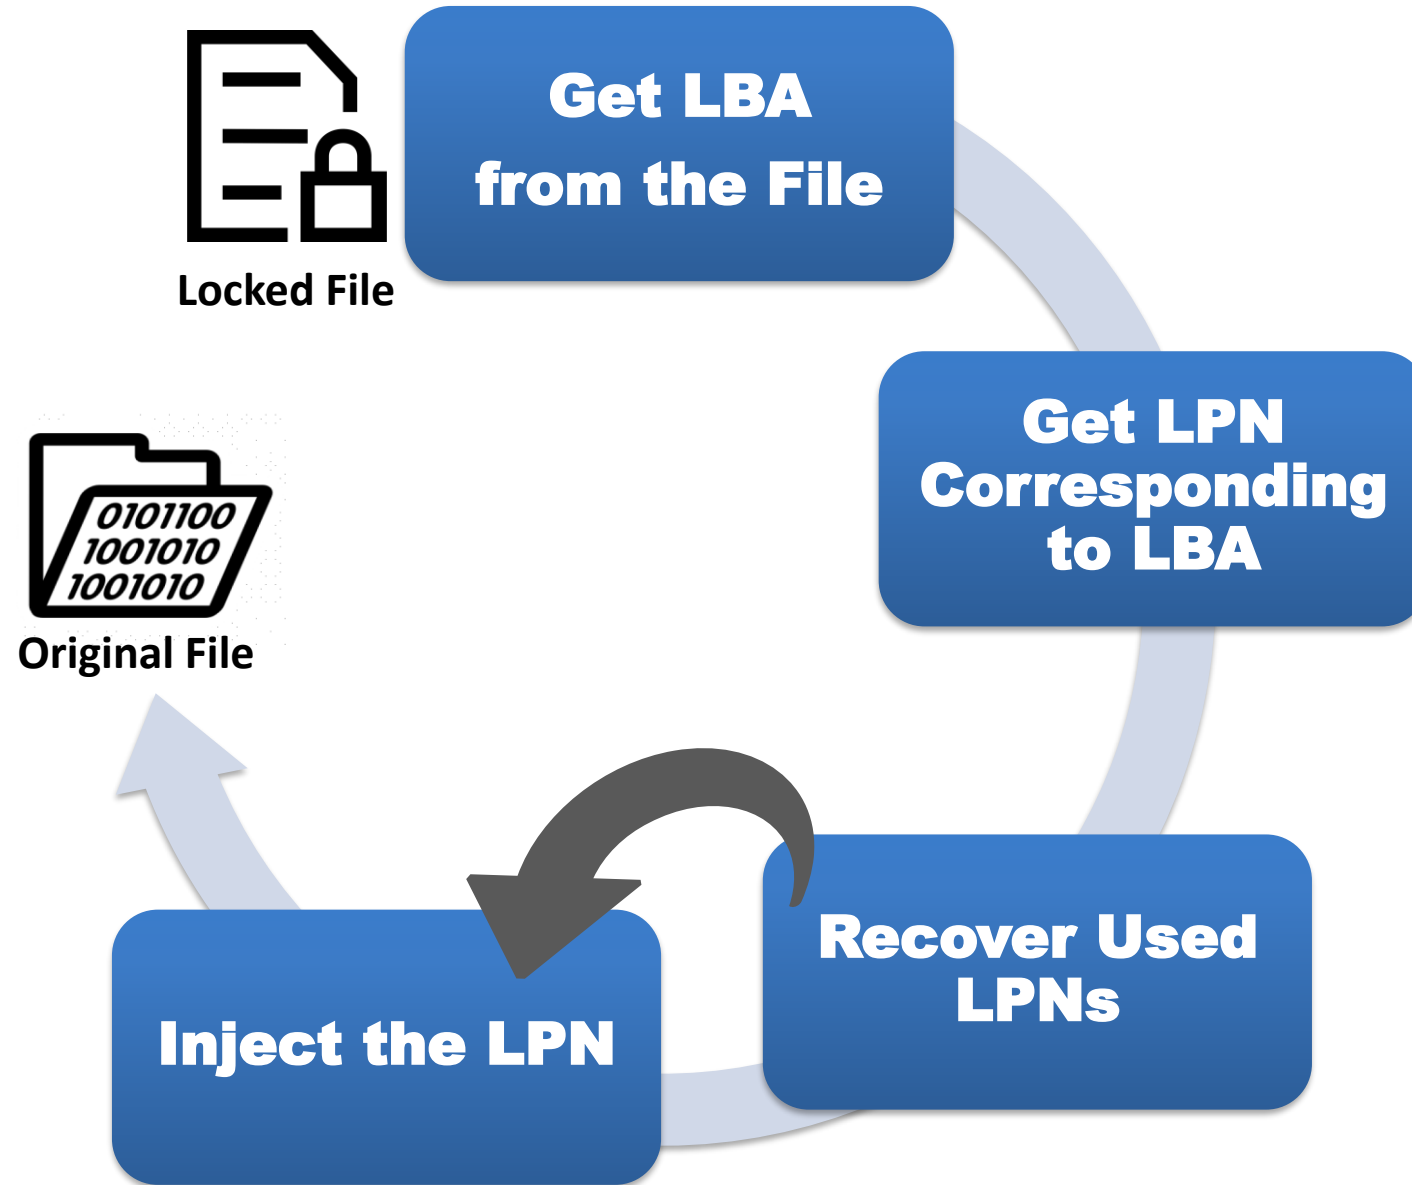 Get LBA
from the File
Locked File
Get LPN
Corresponding
to LBA
0101100
1001010
1001010
Original File
Recover Used
LPNs
Inject the LPN